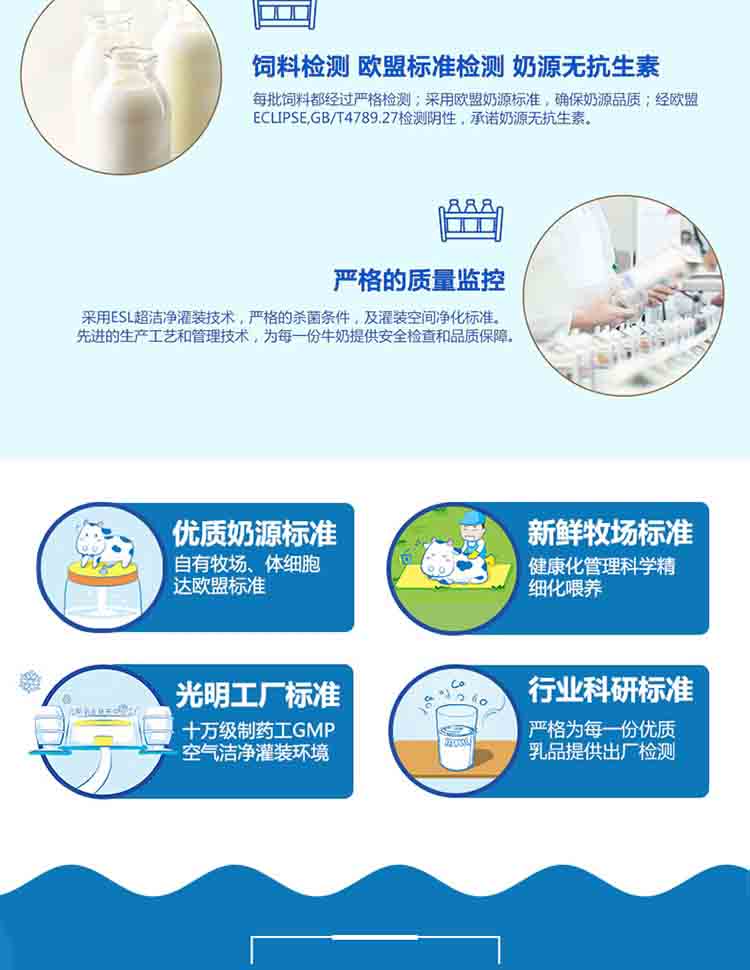 饲料检测 欧盟标准检测 奶源无抗生素
每批饲料都经过严格检测；采用欧盟奶源标准，确保奶源品质；经欧盟
ECLIPSE,GB/T4789.27检测阴性，承诺奶源无抗生素。
严格的质量监控
采用ESL超洁净灌装技术，严格的杀菌条件，及灌装空间净化标准。
先进的生产工艺和管理技术，为每一份牛奶提供安全检查和品质保障。
优质奶源标准
自有牧场、体细胞
达欧盟标准
新鲜牧场标准
健康化管理科学精
细化喂养
光明工厂标准
十万级制药工GMP
空气洁净灌装环境
行业科研标准
严格为每一份优质
乳品提供出厂检测